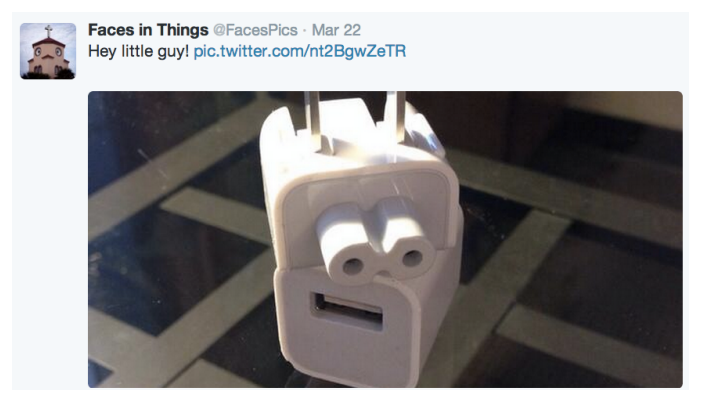 Faces in Things @FacesPics · Mar 22
Hey little guy! pic.twitter.com/nt2BgwZeTR